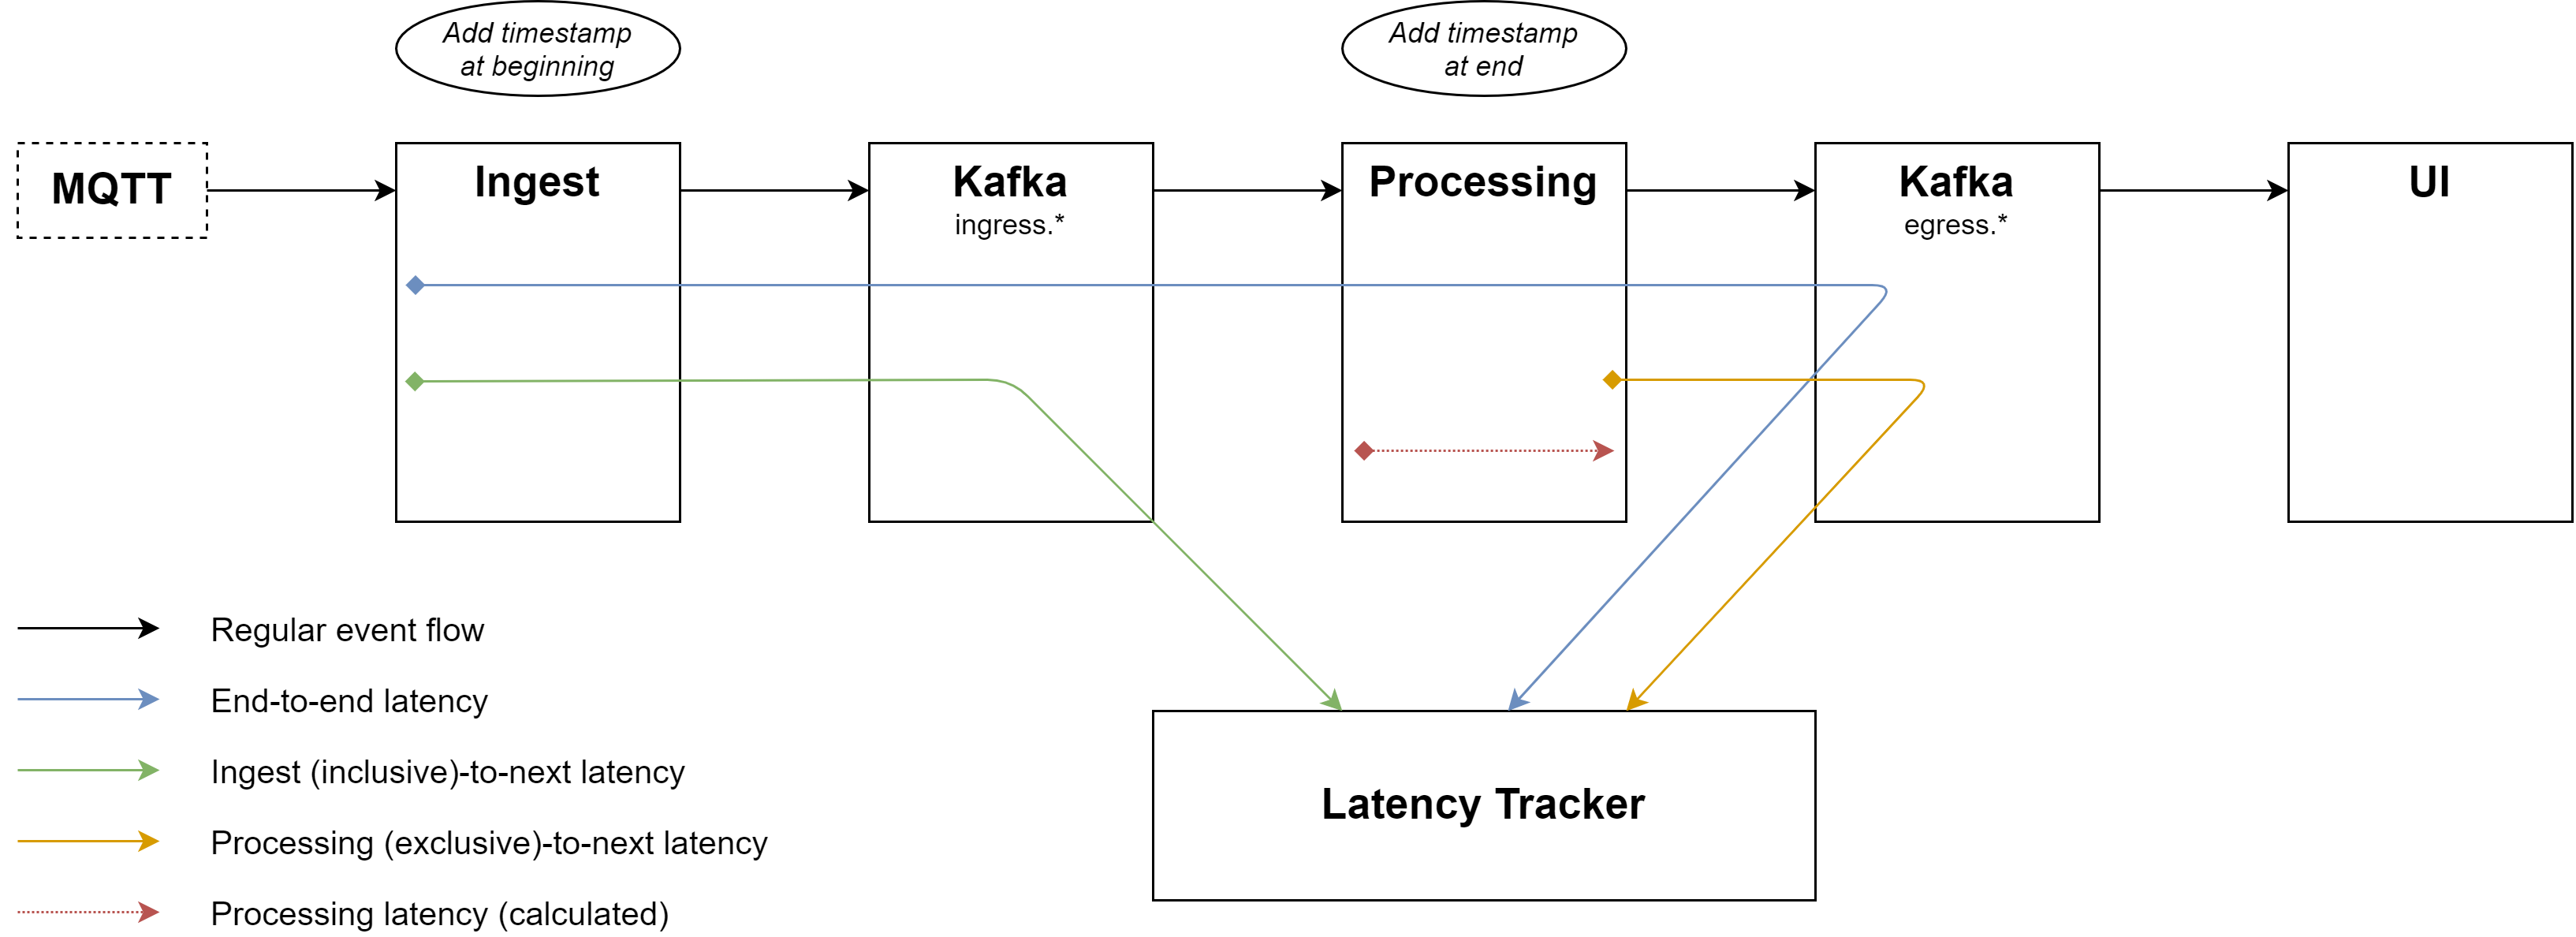 Add timestamp
at beginning
Add timestamp
at end
MQTT
Ingest
Kafka
ingress.*
Processing
Kafka
egress.*
UI
Regular event flow
End-to-end latency
Ingest (inclusive)-to-next latency
Processing (exclusive)-to-next latency
Processing latency (calculated)
Latency Tracker